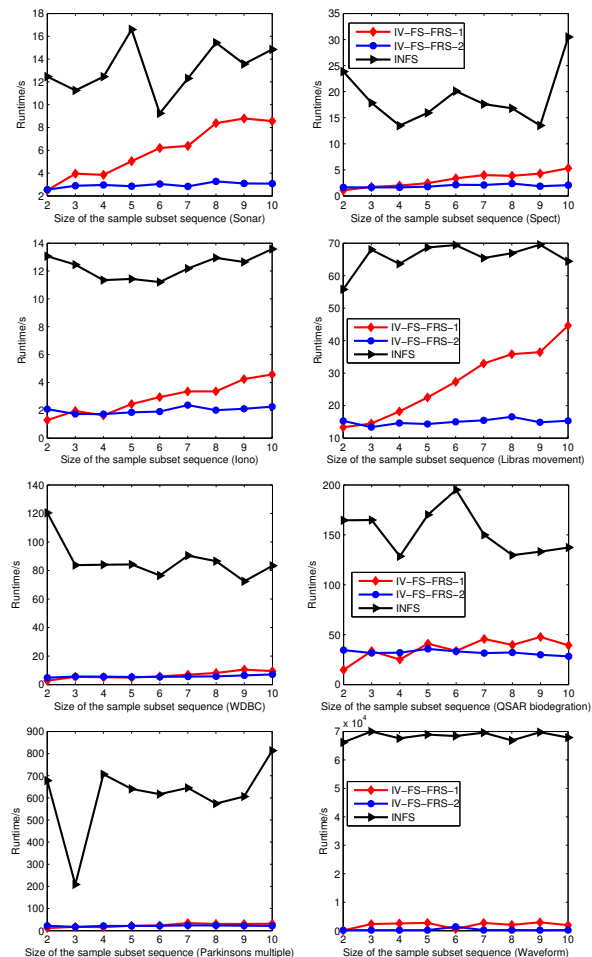 18
16
14
12
10
8
6
4
2
Runtime/s
2 3 4 5 6 7 8 9 10
Size of the sample subset sequence (Sonar)
35
30
25
20
15
10
5
0
Runtime/s
IV-FS-FRS-1
IV-FS-FRS-2
INFS
2 3 4 5 6 7 8 9 10
Size of the sample subset sequence (Spect)
14
12
10
8
6
4
2
0
Runtime/s
2 3 4 5 6 7 8 9 10
Size of the sample subset sequence (Iono)
70
60
50
40
30
20
10
Runtime/s
IV-FS-FRS-1
IV-FS-FRS-2
INFS
2 3 4 5 6 7 8 9 10
Size of the sample subset sequence (Libras movement)
140
120
100
80
60
40
20
0
Runtime/s
2 3 4 5 6 7 8 9 10
Size of the sample subset sequence (WDBC)
200
150
100
50
0
Runtime/s
IV-FS-FRS-1
IV-FS-FRS-2
INFS
2 3 4 5 6 7 8 9 10
Size of the sample subset sequence (QSAR biodegration)
900
800
700
600
500
400
300
200
100
0
Runtime/s
2 3 4 5 6 7 8 9 10
Size of the sample subset sequence (Parkinsons multiple)
x 10^4
7
6
5
4
3
2
1
0
Runtime/s
IV-FS-FRS-1
IV-FS-FRS-2
INFS
2 3 4 5 6 7 8 9 10
Size of the sample subset sequence (Waveform)